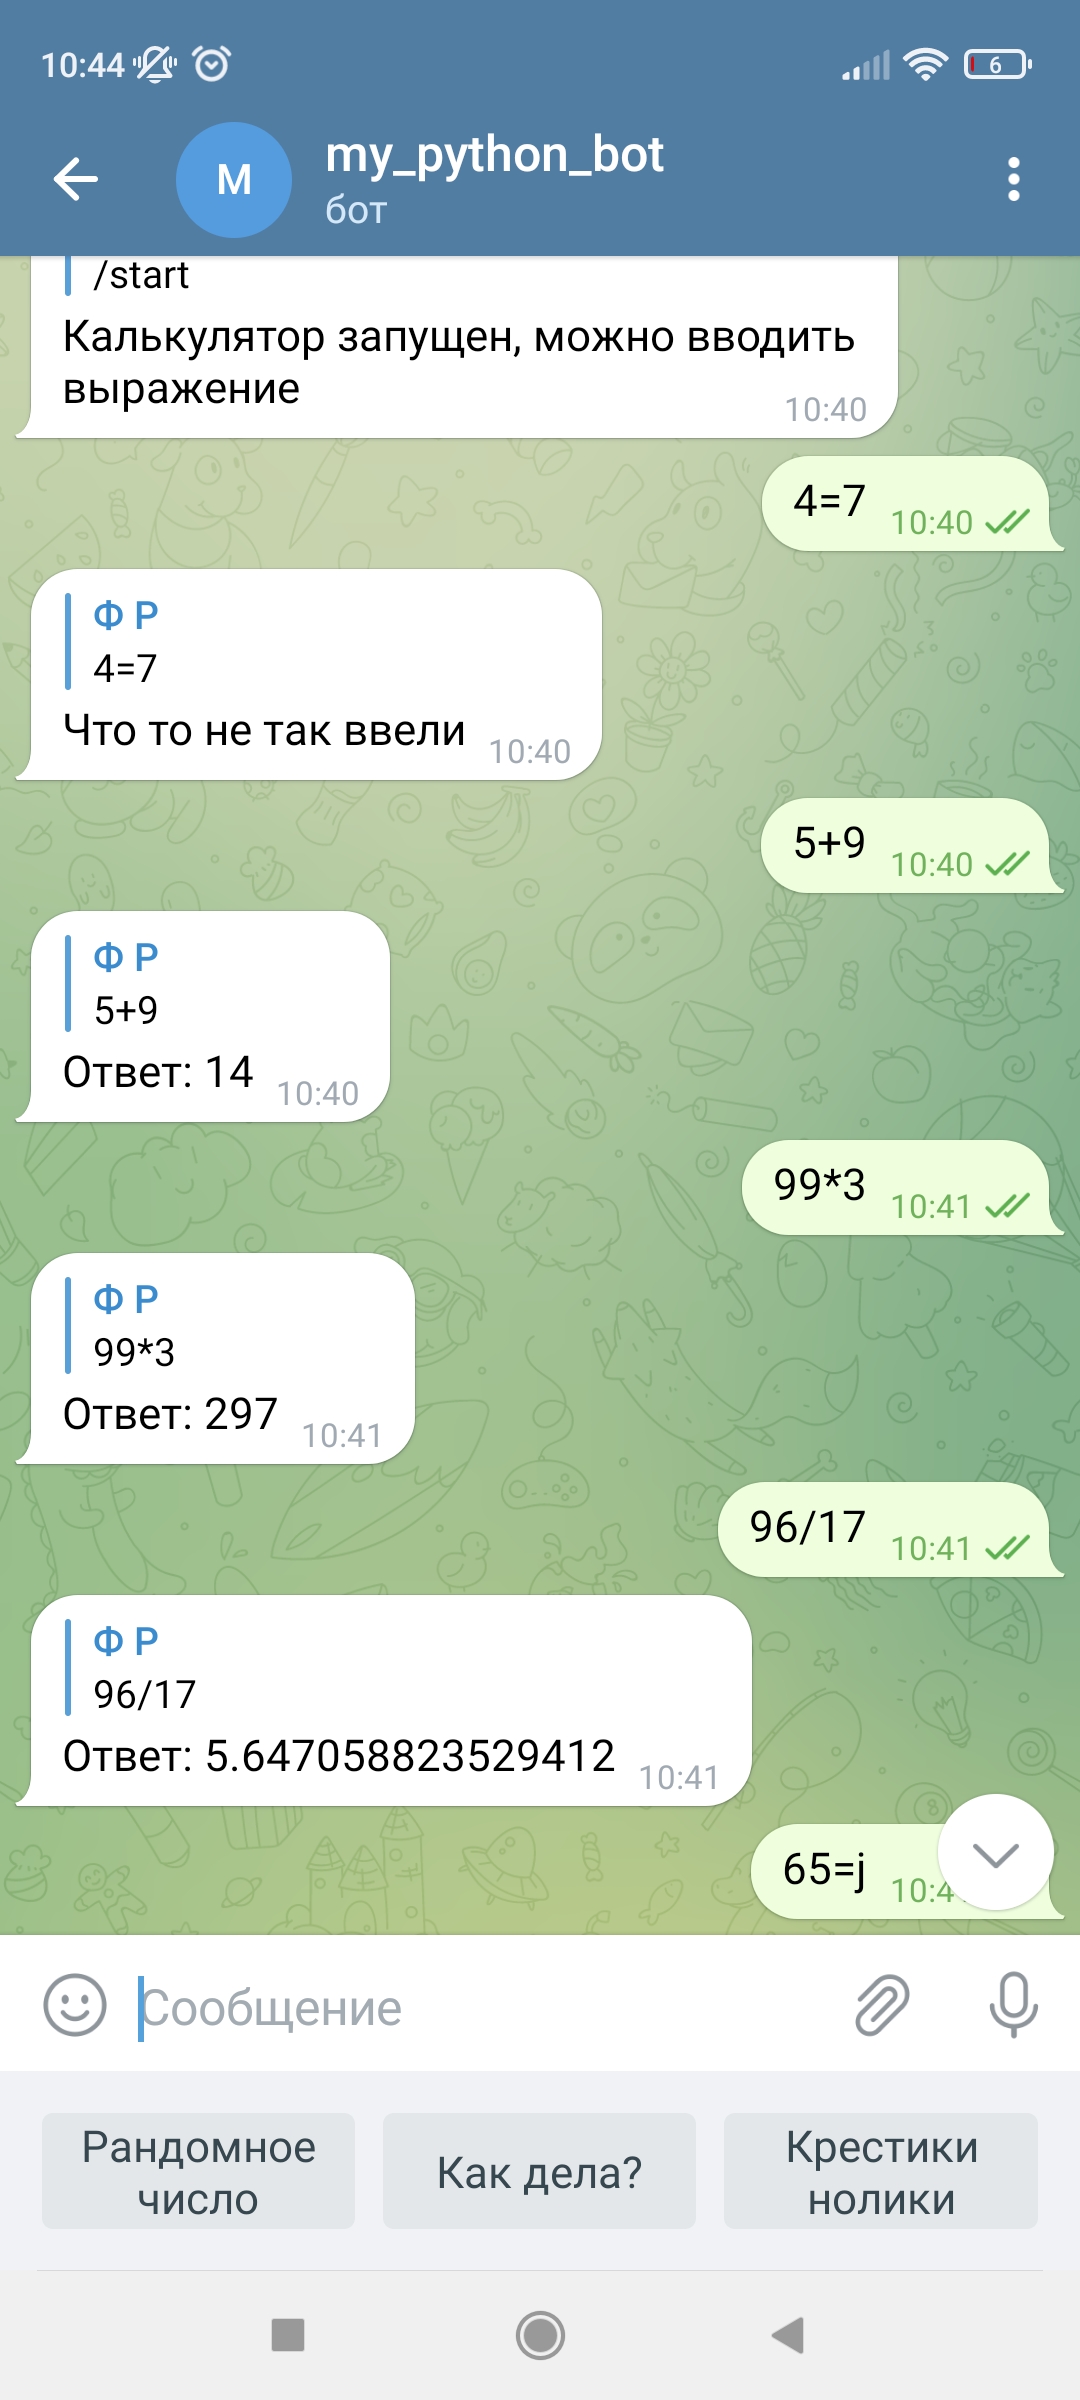 10:44
6
M
my_python_bot
бот
/start
Калькулятор запущен, можно вводить
выражение
10:40
4=7
10:40
Ф Р
4=7
Что то не так ввели
10:40
5+9
10:40
Ф Р
5+9
Ответ: 14
10:40
99*3
10:41
Ф Р
99*3
Ответ: 297
10:41
96/17
10:41
Ф Р
96/17
Ответ: 5.647058823529412
10:41
65=j
Сообщение
Рандомное
число
Как дела?
Крестики
нолики